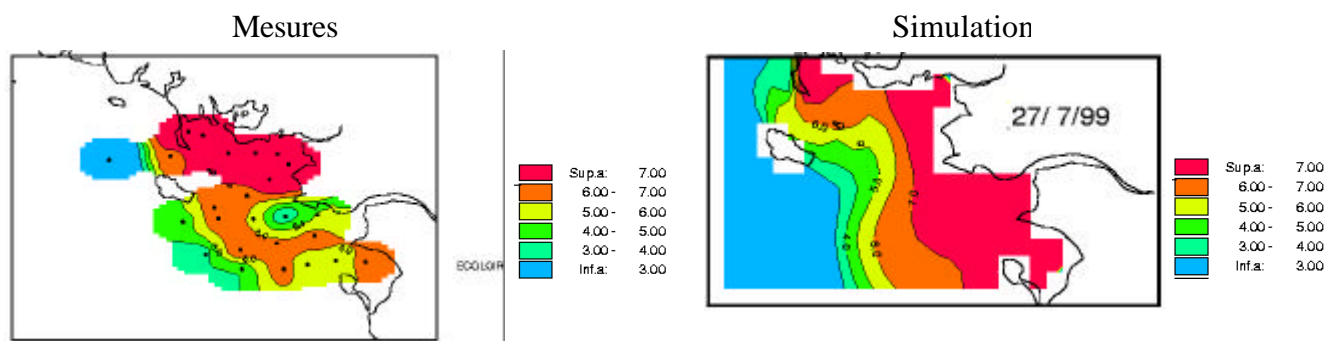 Mesures
Simulation
27/ 7/99
ECOLOIR
Sup.a: 7.00
6.00 - 7.00
5.00 - 6.00
4.00 - 5.00
3.00 - 4.00
Inf.a: 3.00
Sup.a: 7.00
6.00 - 7.00
5.00 - 6.00
4.00 - 5.00
3.00 - 4.00
Inf.a: 3.00